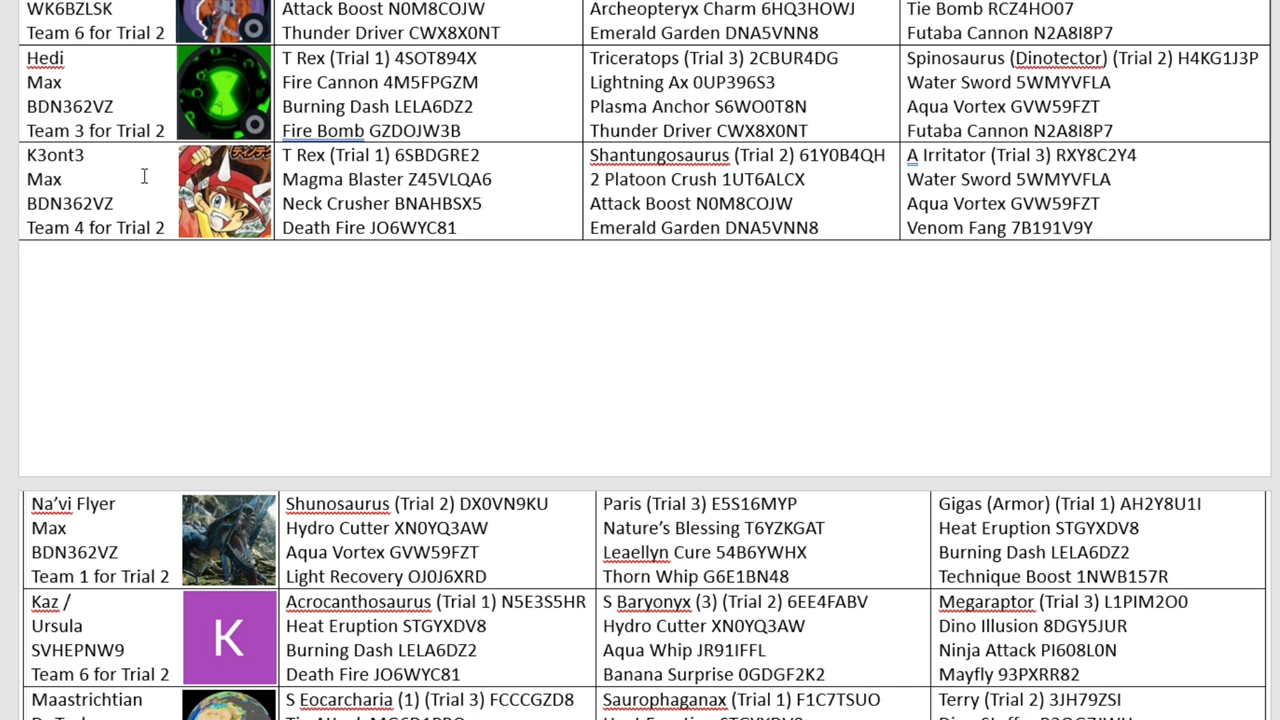 WK6BZLSK
Team 6 for Trial 2
Attack Boost N0M8COJW
Thunder Driver CWX8X0NT
Archeopteryx Charm 6HQ3HOWJ
Emerald Garden DNA5VNN8
Tie Bomb RCZ4HO07
Futaba Cannon N2A8I8P7
Hedi
Max
BDN362VZ
Team 3 for Trial 2
T Rex (Trial 1) 4SOT894X
Fire Cannon 4M5FPGZM
Burning Dash LELA6DZ2
Fire Bomb GZDOJW3B
Triceratops (Trial 3) 2CBUR4DG
Lightning Ax 0UP396S3
Plasma Anchor S6WO0T8N
Thunder Driver CWX8X0NT
Spinosaurus (Dinotector) (Trial 2) H4KG1J3P
Water Sword 5WMYVFLA
Aqua Vortex GVW59FZT
Futaba Cannon N2A8I8P7
K3ont3
Max
BDN362VZ
Team 4 for Trial 2
T Rex (Trial 1) 6SBDGRE2
Magma Blaster Z45VLQA6
Neck Crusher BNAHBSX5
Death Fire JO6WYC81
Shantungosaurus (Trial 2) 61Y0B4QH
2 Platoon Crush 1UT6ALCX
Attack Boost N0M8COJW
Emerald Garden DNA5VNN8
A Irritator (Trial 3) RXY8C2Y4
Water Sword 5WMYVFLA
Aqua Vortex GVW59FZT
Venom Fang 7B191V9Y
Na’vi Flyer
Max
BDN362VZ
Team 1 for Trial 2
Shunosaurus (Trial 2) DX0VN9KU
Hydro Cutter XN0YQ3AW
Aqua Vortex GVW59FZT
Light Recovery OJ0J6XRD
Paris (Trial 3) E5S16MYP
Nature’s Blessing T6YZKGAT
Leaellyn Cure 54B6YWHX
Thorn Whip G6E1BN48
Gigas (Armor) (Trial 1) AH2Y8U1I
Heat Eruption STGYXDV8
Burning Dash LELA6DZ2
Technique Boost 1NWB157R
Kaz /
Ursula
SVHEPNW9
Team 6 for Trial 2
K
Acrocanthosaurus (Trial 1) N5E3S5HR
Heat Eruption STGYXDV8
Burning Dash LELA6DZ2
Death Fire JO6WYC81
S Baryonyx (3) (Trial 2) 6EE4FABV
Hydro Cutter XN0YQ3AW
Aqua Whip JR91IFFL
Banana Surprise 0GDGF2K2
Megaraptor (Trial 3) L1PIM2O0
Dino Illusion 8DGY5JUR
Ninja Attack PI608L0N
Mayfly 93PXRR82
Maastrichtian
S Eocarcharia (1) (Trial 3) FCCCGZD8
Saurophaganax (Trial 1) F1C7TSUO
Terry (Trial 2) 3JH79ZSI